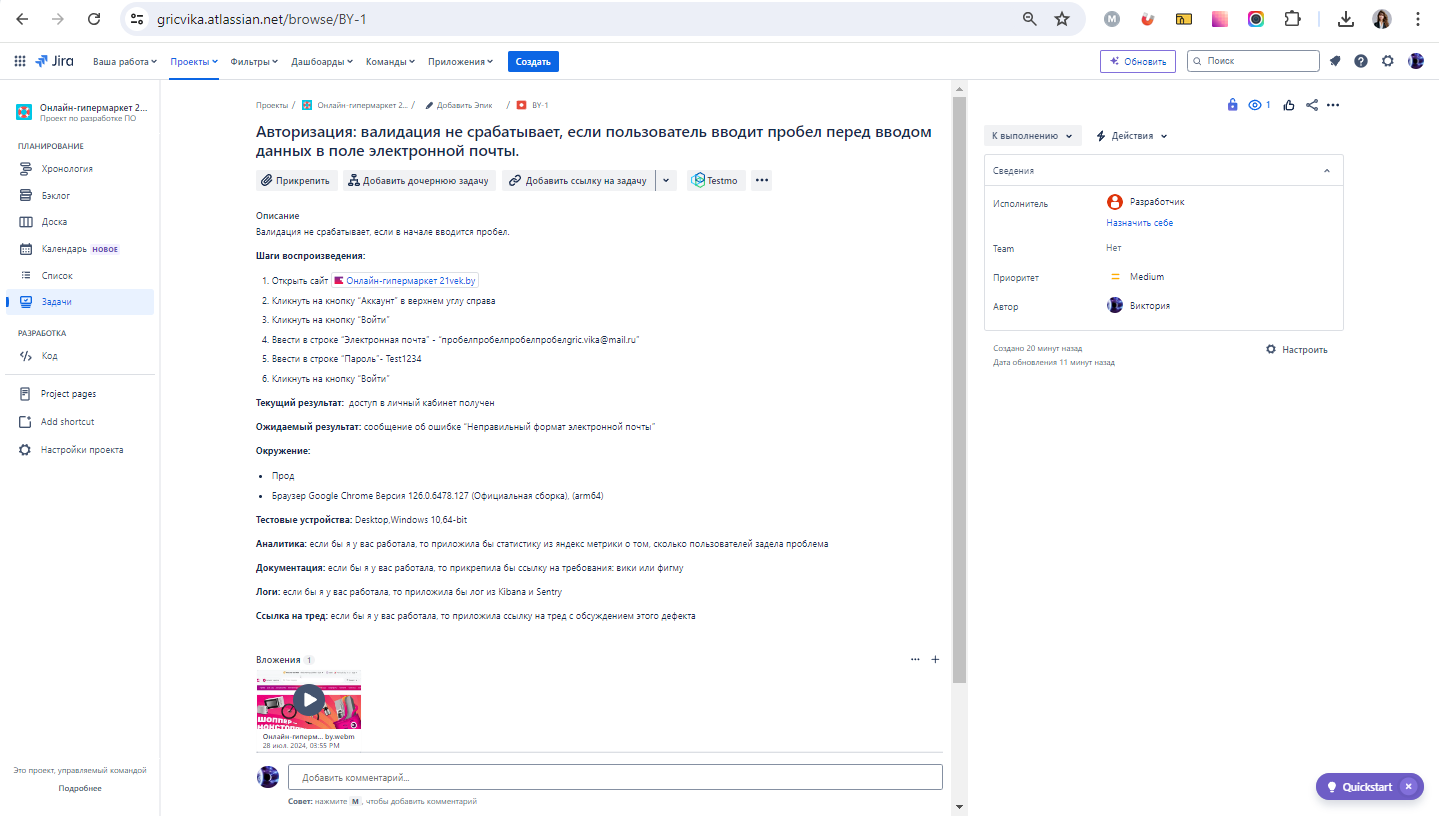 gricvika.atlassian.net/browse/BY-1
Jira
Ваша работа
Проекты
Фильтры
Дашборды
Команды
Приложения
Создать
Обновить
Поиск
Онлайн-гипермаркет 2...
Проект по разработке ПО
ПЛАНИРОВАНИЕ
Хронология
Бэклог
Доска
Календарь НОВОЕ
Список
Задачи
РАЗРАБОТКА
Код
Project pages
Add shortcut
Настройки проекта
Это проект, управляемый командой
Подробнее
Проекты / Онлайн-гипермаркет 2... / Добавить Эпик / BY-1
Авторизация: валидация не срабатывает, если пользователь вводит пробел перед вводом
данных в поле электронной почты.
Прикрепить
Добавить дочернюю задачу
Добавить ссылку на задачу
Testmo
Описание
Валидация не срабатывает, если в начале вводится пробел.
Шаги воспроизведения:
1. Открыть сайт Онлайн-гипермаркет 21vek.by
2. Кликнуть на кнопку "Аккаунт" в верхнем углу справа
3. Кликнуть на кнопку "Войти"
4. Ввести в строке "Электронная почта" - "пробелпробелпробелпробелgric.vika@mail.ru"
5. Ввести в строке "Пароль"- Test1234
6. Кликнуть на кнопку "Войти"
Текущий результат: доступ в личный кабинет получен
Ожидаемый результат: сообщение об ошибке "Неправильный формат электронной почты"
Окружение:
• Прод
• Браузер Google Chrome Версия 126.0.6478.127 (Официальная сборка), (arm64)
Тестовые устройства: Desktop,Windows 10,64-bit
Аналитика: если бы я у вас работала, то приложила бы статистику из яндекс метрики о том, сколько пользователей задела проблема
Документация: если бы я у вас работала, то прикрепила бы ссылку на требования: вики или фигму
Логи: если бы я у вас работала, то приложила бы лог из Kibana и Sentry
Ссылка на тред: если бы я у вас работала, то приложила ссылку на тред с обсуждением этого дефекта
Вложения 1
ШОППЕР
Онлайн-гиперм... by.webm
28 июл. 2024, 03:55 PM
Добавить комментарий...
Совет: нажмите M, чтобы добавить комментарий
1
К выполнению
Действия
Сведения
Исполнитель
Разработчик
Назначить себе
Team
Нет
Приоритет
Medium
Автор
Виктория
Создано 20 минут назад
Дата обновления 11 минут назад
Настроить
Quickstart